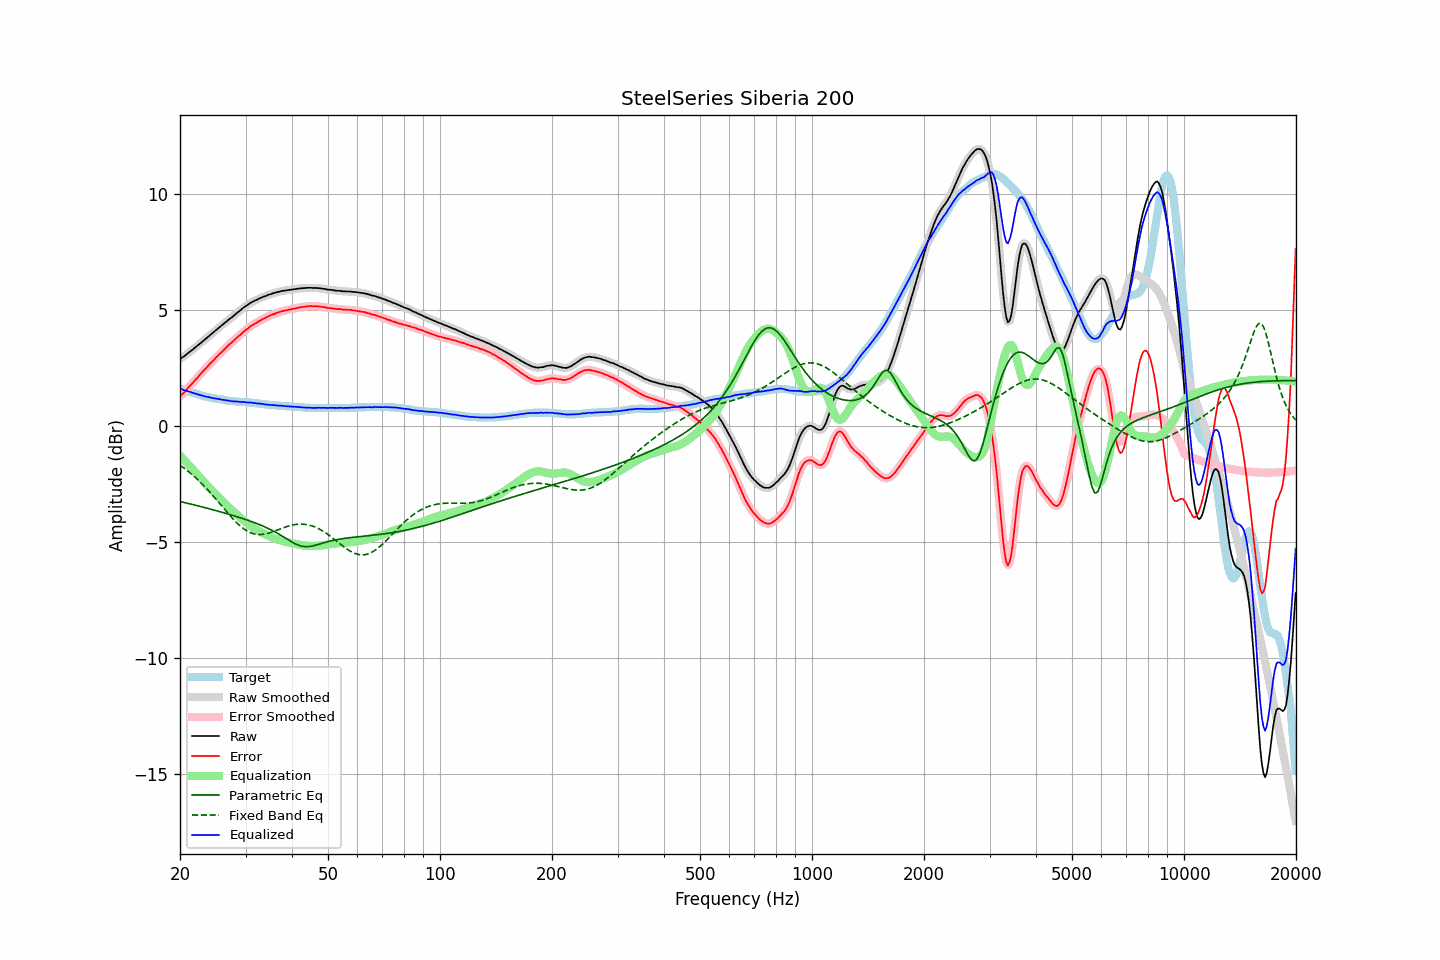 SteelSeries Siberia 200
Amplitude (dBr)
10
5
0
−5
−10
−15
Target
Raw Smoothed
Error Smoothed
Raw
Error
Equalization
Parametric Eq
Fixed Band Eq
Equalized
20 50 100 200 500 1000 2000 5000 10000 20000
Frequency (Hz)